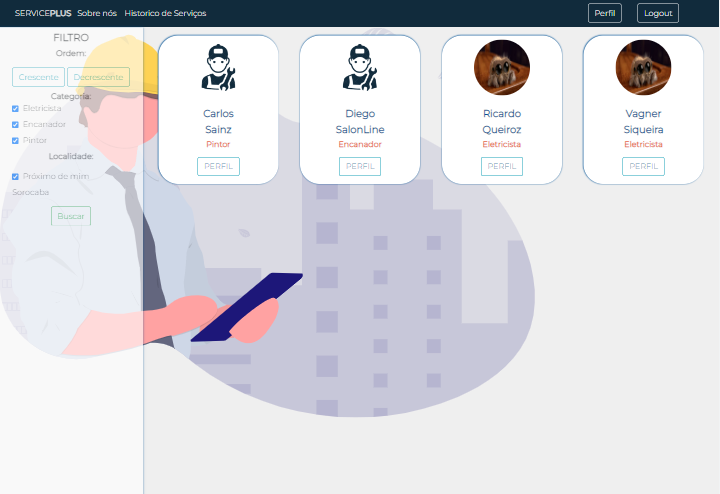 SERVICEPLUS Sobre nós Historico de Serviços Perfil Logout
FILTRO
Ordem:
Crescente Decrescente
Categoria:
Eletricista
Encanador
Pintor
Localidade:
Próximo de mim
Sorocaba
Buscar
Carlos
Sainz
Pintor
PERFIL
Diego
SalonLine
Encanador
PERFIL
Ricardo
Queiroz
Eletricista
PERFIL
Vagner
Siqueira
Eletricista
PERFIL